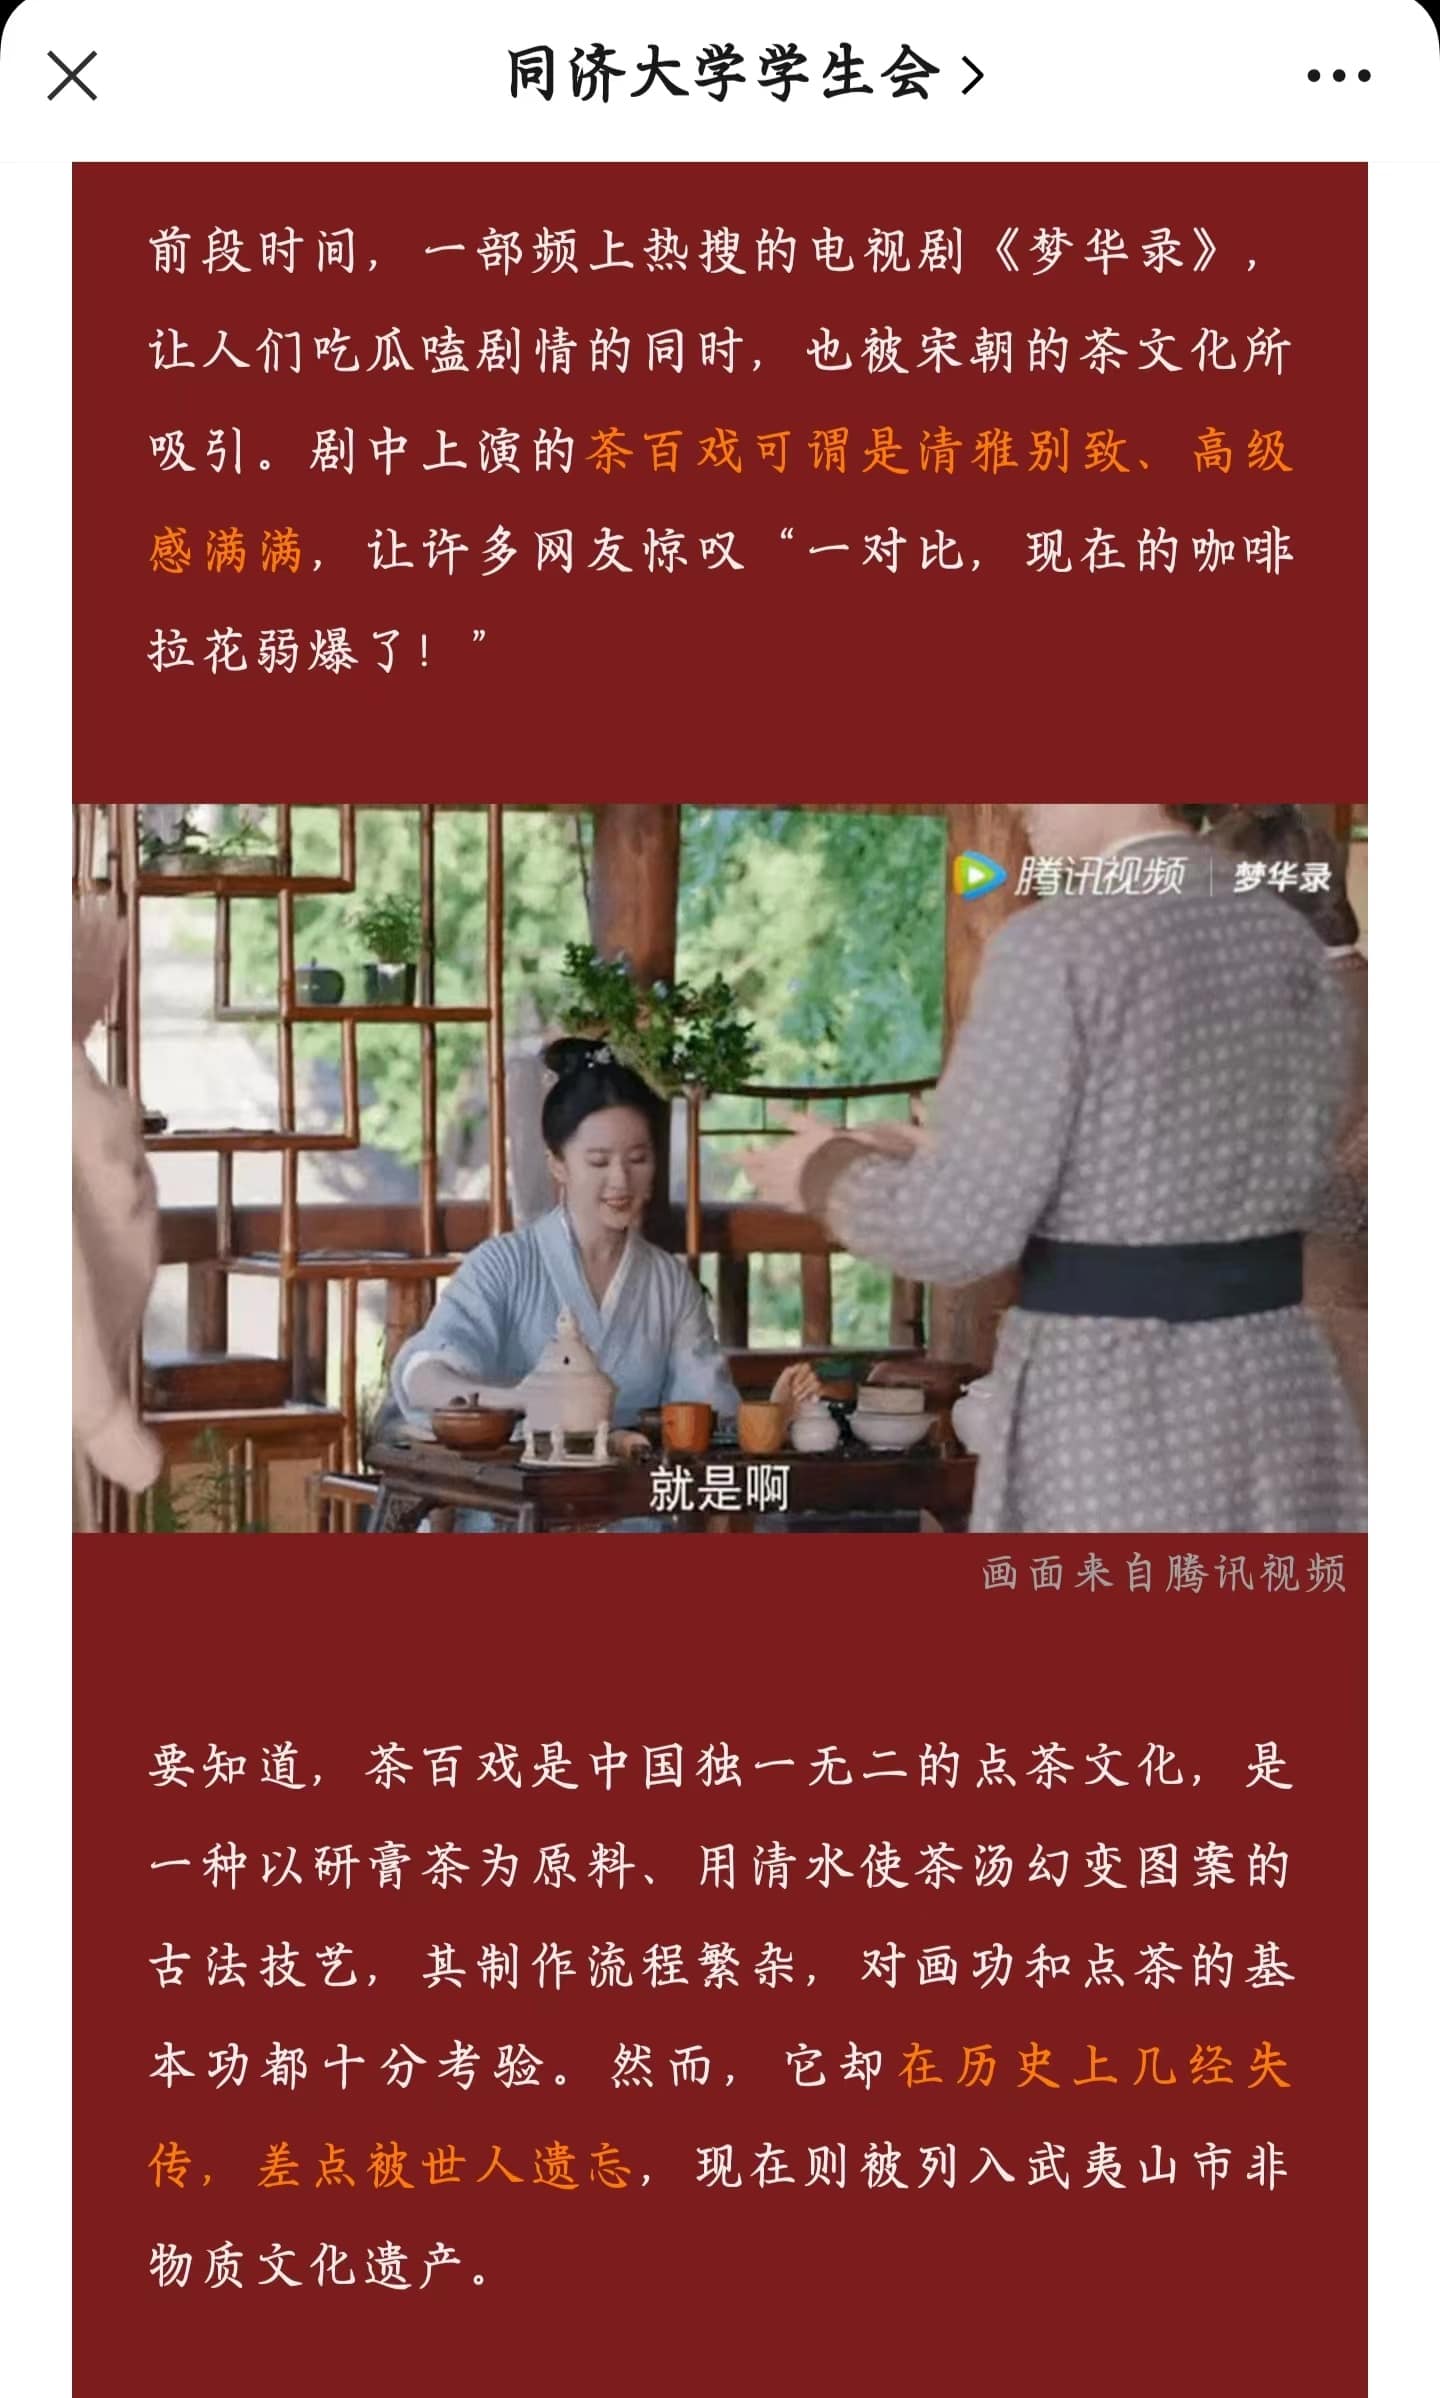 同济大学学生会
前段时间，一部频上热搜的电视剧《梦华录》，
让人们吃瓜嗑剧情的同时，也被宋朝的茶文化所
吸引。剧中上演的茶百戏可谓是清雅别致、高级
感满满，让许多网友惊叹“一对比，现在的咖啡
拉花弱爆了！”
腾讯视频 | 梦华录
就是啊
画面来自腾讯视频
要知道，茶百戏是中国独一无二的点茶文化，是
一种以研膏茶为原料、用清水使茶汤幻变图案的
古法技艺，其制作流程繁杂，对画功和点茶的基
本功都十分考验。然而，它却在历史上几经失
传，差点被世人遗忘，现在则被列入武夷山市非
物质文化遗产。